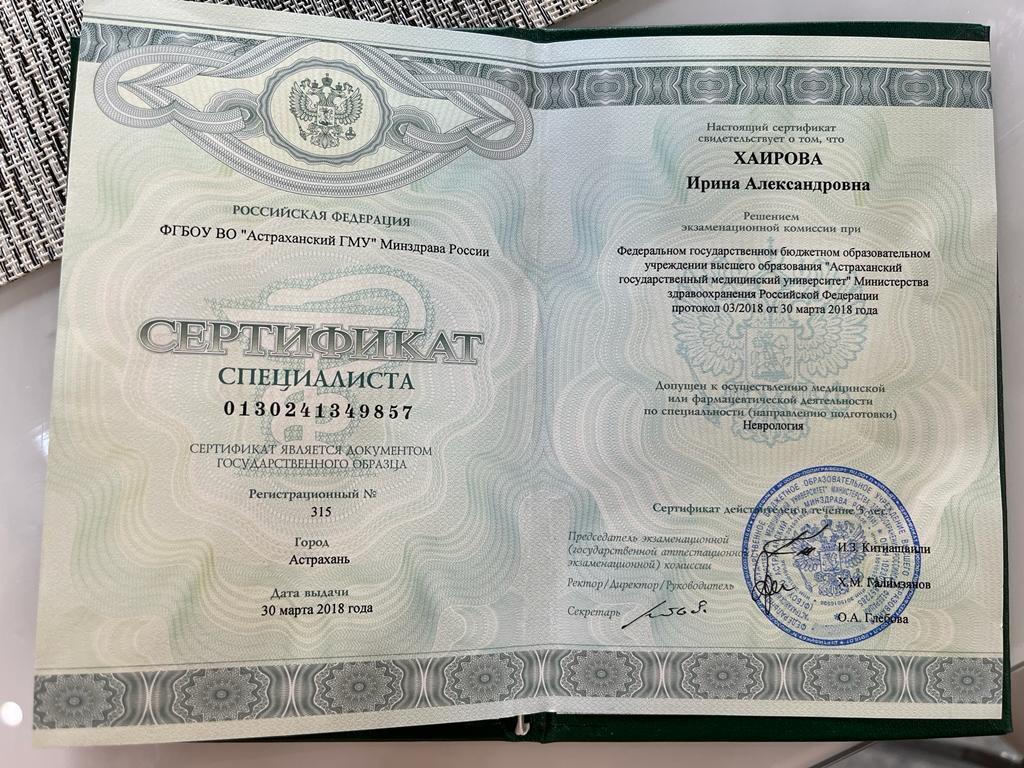 РОССИЙСКАЯ ФЕДЕРАЦИЯ
ФГБОУ ВО "Астраханский ГМУ" Минздрава России
СЕРТИФИКАТ
СПЕЦИАЛИСТА
0130241349857
СЕРТИФИКАТ ЯВЛЯЕТСЯ ДОКУМЕНТОМ
ГОСУДАРСТВЕННОГО ОБРАЗЦА
Регистрационный №
315
Город
Астрахань
Дата выдачи
30 марта 2018 года
Настоящий сертификат
свидетельствует о том, что
ХАИРОВА
Ирина Александровна
Решением
экзаменационной комиссии при
Федеральном государственном бюджетном образовательном
учреждении высшего образования "Астраханский
государственный медицинский университет" Министерства
здравоохранения Российской Федерации
протокол 03/2018 от 30 марта 2018 года
Допущен к осуществлению медицинской
или фармацевтической деятельности
по специальности (направлению подготовки)
Неврология
Сертификат действителен в течение 5 лет.
Председатель экзаменационной
(государственной аттестационно
экзаменационной) комиссии
И.З. Китиашвили
Ректор/Директор/Руководитель
Х.М. Галимзянов
Секретарь
О.А. Глебова